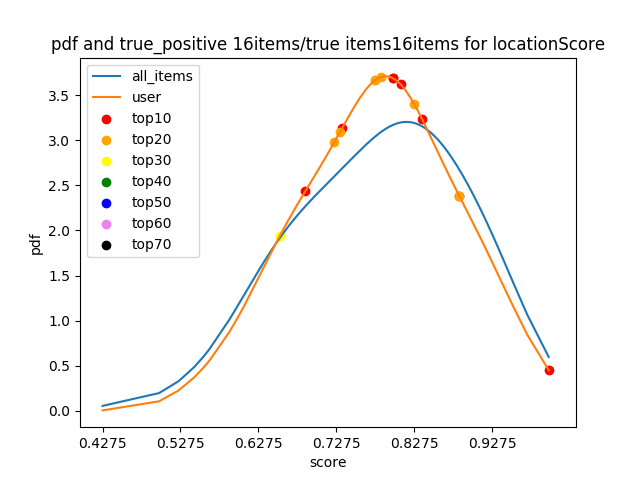 pdf and true_positive 16items/true items16items for locationScore
all_items
user
top10
top20
top30
top40
top50
top60
top70
3.5
3.0
2.5
2.0
1.5
1.0
0.5
0.0
pdf
0.4275 0.5275 0.6275 0.7275 0.8275 0.9275
score